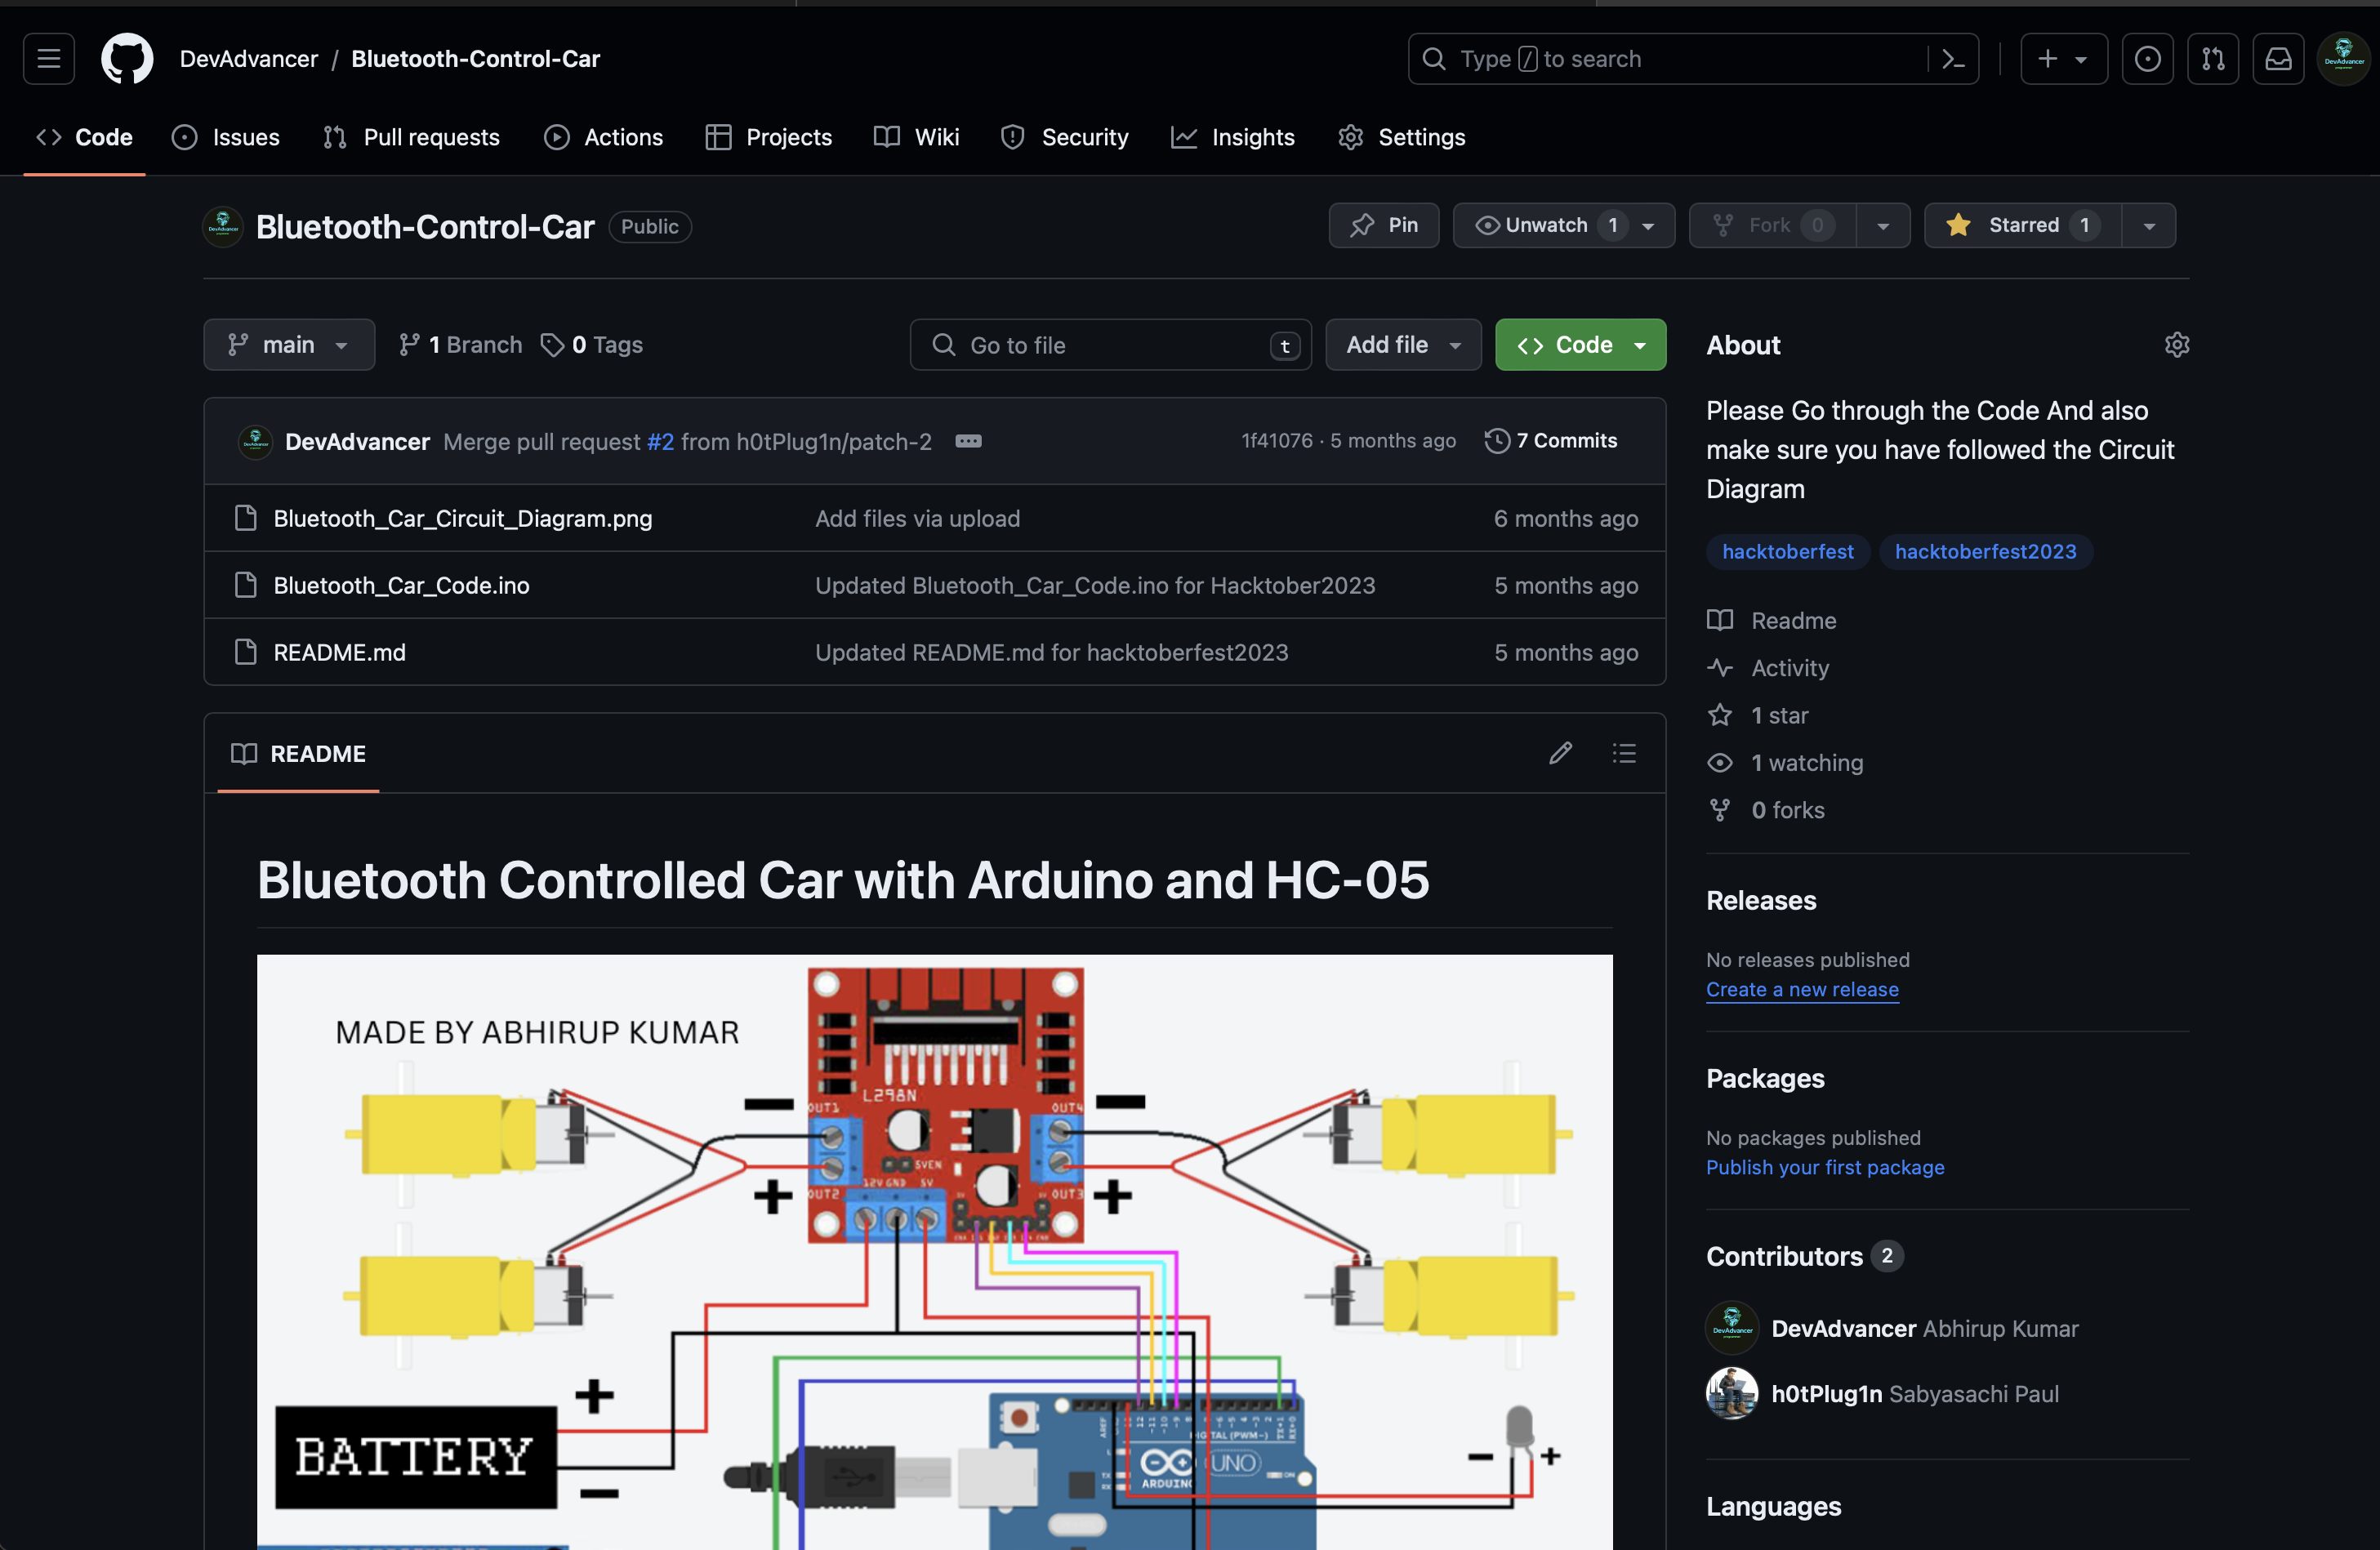 DevAdvancer / Bluetooth-Control-Car
Type / to search
Code Issues Pull requests Actions Projects Wiki Security Insights Settings
Bluetooth-Control-Car Public
Pin Unwatch 1 Fork 0 Starred 1
main 1 Branch 0 Tags
Go to file t Add file Code
DevAdvancer Merge pull request #2 from h0tPlug1n/patch-2 1f41076 · 5 months ago 7 Commits
Bluetooth_Car_Circuit_Diagram.png Add files via upload 6 months ago
Bluetooth_Car_Code.ino Updated Bluetooth_Car_Code.ino for Hacktober2023 5 months ago
README.md Updated README.md for hacktoberfest2023 5 months ago
README
Bluetooth Controlled Car with Arduino and HC-05
MADE BY ABHIRUP KUMAR
L298N
OUT1 OUT4
5VEN
12V GND 5V
OUT2 OUT3
BATTERY
DIGITAL (PWM~)
UNO
ARDUINO
About
Please Go through the Code And also
make sure you have followed the Circuit
Diagram
hacktoberfest hacktoberfest2023
Readme
Activity
1 star
1 watching
0 forks
Releases
No releases published
Create a new release
Packages
No packages published
Publish your first package
Contributors 2
DevAdvancer Abhirup Kumar
h0tPlug1n Sabyasachi Paul
Languages